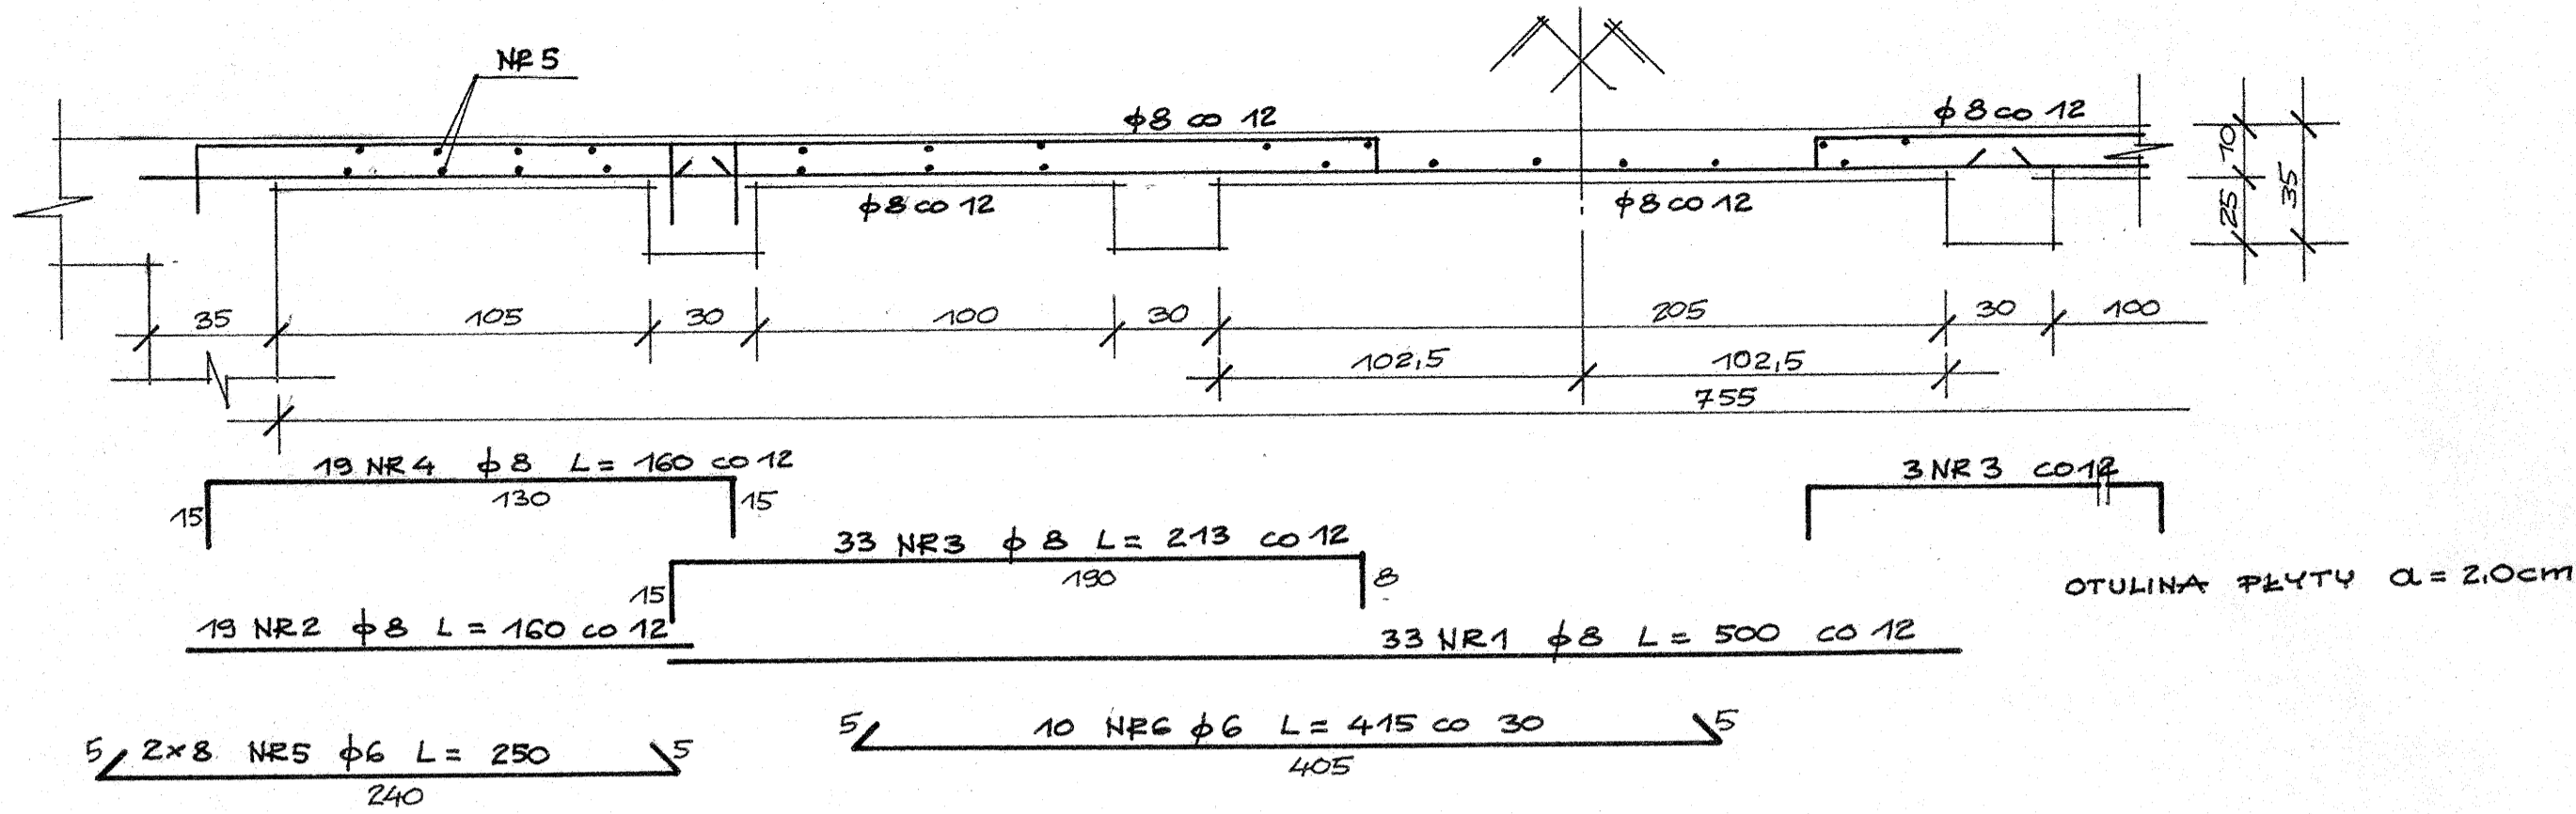 NR 5
φ8 co 12
φ8 co 12
φ8 co 12
φ8 co 12
10
25
35
35
105
30
100
30
205
30
100
102,5
102,5
755
19 NR4 φ8 L= 160 co 12
15
130
15
3 NR 3 co 12
33 NR3 φ 8 L= 213 co 12
15
190
8
OTULINA PŁYTY a = 2.0cm
19 NR2 φ8 L = 160 co 12
33 NR1 φ8 L = 500 co 12
5
10 NR6 φ6 L= 415 co 30
5
405
5
2x8 NR5 φ6 L= 250
5
240